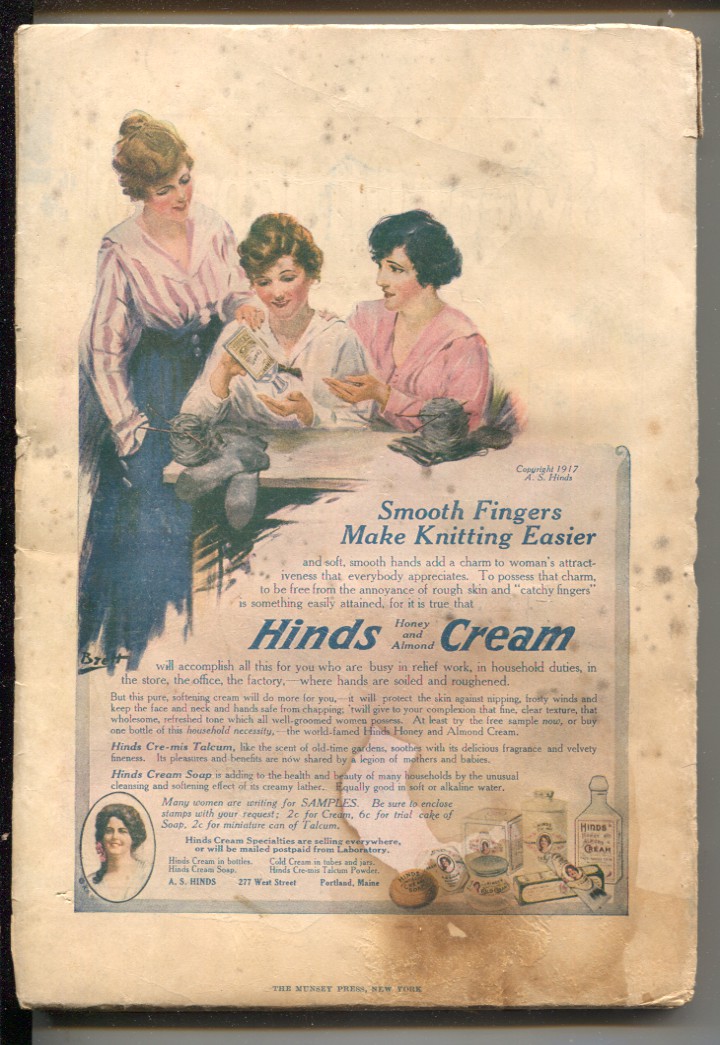 Copyright 1917
A. S. Hinds
Smooth Fingers
Make Knitting Easier
and soft, smooth hands add a charm to woman's attract-
iveness that everybody appreciates. To possess that charm,
to be free from the annoyance of rough skin and "catchy fingers"
is something easily attained, for it is true that
Hinds Honey and Almond Cream
will accomplish all this for you who are busy in relief work, in household duties, in
the store, the office, the factory,—where hands are soiled and roughened.
But this pure, softening cream will do more for you,—it will protect the skin against nipping, frosty winds and
keep the face and neck and hands safe from chapping; 'twill give to your complexion that fine, clear texture, that
wholesome, refreshed tone which all well-groomed women possess. At least try the free sample now, or buy
one bottle of this household necessity,—the world-famed Hinds Honey and Almond Cream.
Hinds Cre-mis Talcum, like the scent of old-time gardens, soothes with its delicious fragrance and velvety
fineness. Its pleasures and benefits are now shared by a legion of mothers and babies.
Hinds Cream Soap is adding to the health and beauty of many households by the unusual
cleansing and softening effect of its creamy lather. Equally good in soft or alkaline water.
Many women are writing for SAMPLES. Be sure to enclose
stamps with your request; 2c for Cream, 6c for trial cake of
Soap, 2c for miniature can of Talcum.
Hinds Cream Specialties are selling everywhere,
or will be mailed postpaid from Laboratory.
Hinds Cream in bottles. Cold Cream in tubes and jars.
Hinds Cream Soap. Hinds Cre-mis Talcum Powder.
A. S. HINDS 277 West Street Portland, Maine
Brett
HINDS
CREAM
HINDS
CREAM
THE MUNSEY PRESS, NEW YORK